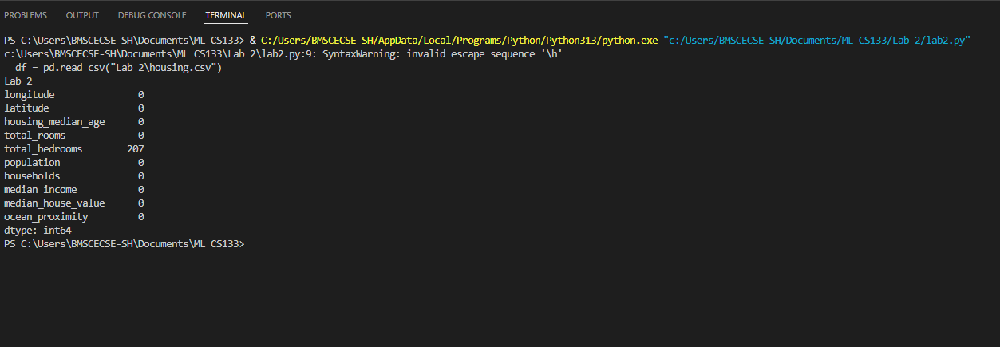 PROBLEMS OUTPUT DEBUG CONSOLE TERMINAL PORTS
PS C:\Users\BMSCECSE-SH\Documents\ML CS133> & C:/Users/BMSCECSE-SH/AppData/Local/Programs/Python/Python313/python.exe "c:/Users/BMSCECSE-SH/Documents/ML CS133/Lab 2/lab2.py"
c:\Users\BMSCECSE-SH\Documents\ML CS133\Lab 2\lab2.py:9: SyntaxWarning: invalid escape sequence '\h'
  df = pd.read_csv("Lab 2\housing.csv")
Lab 2
longitude               0
latitude                0
housing_median_age      0
total_rooms             0
total_bedrooms        207
population              0
households              0
median_income           0
median_house_value      0
ocean_proximity         0
dtype: int64
PS C:\Users\BMSCECSE-SH\Documents\ML CS133>